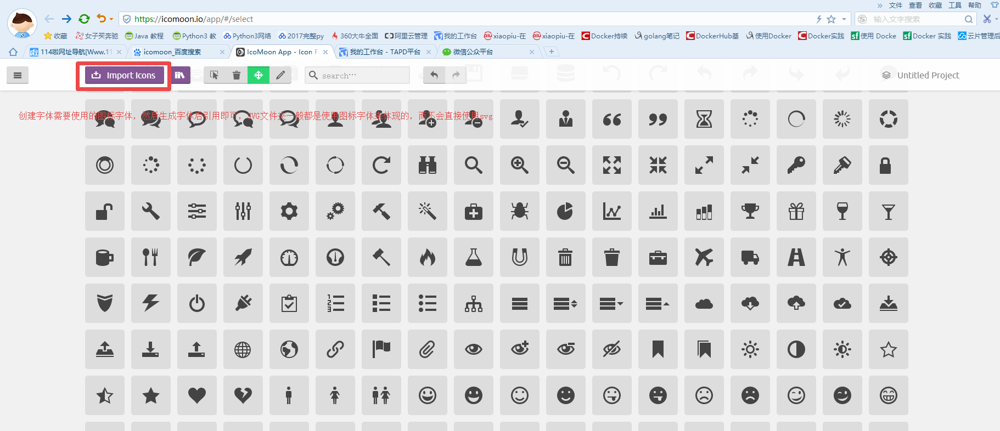 » 文件 查看 收藏 工具 帮助
https://icomoon.io/app/#/select
输入文字搜索
收藏 女子买奔驰 Java 教程 Python3 教 Python3网络 2017完整py 360大牛全面 阿里云管理 我的工作台 xiaopiu-在 xiaopiu-在 Docker持续 golang笔记 DockerHub基 使用Docker Docker实践 使用 Docke Docker 实践 云片管理后
114啦网址导航[Www.11 icomoon_百度搜索 IcoMoon App - Icon F 我的工作台 - TAPD平台 微信公众平台
Import Icons search… Untitled Project
创建字体需要使用的图标字体，然后生成字体后引用即可，SVG文件夹一般都是使用图标字体来体现的，而不会直接使用svg